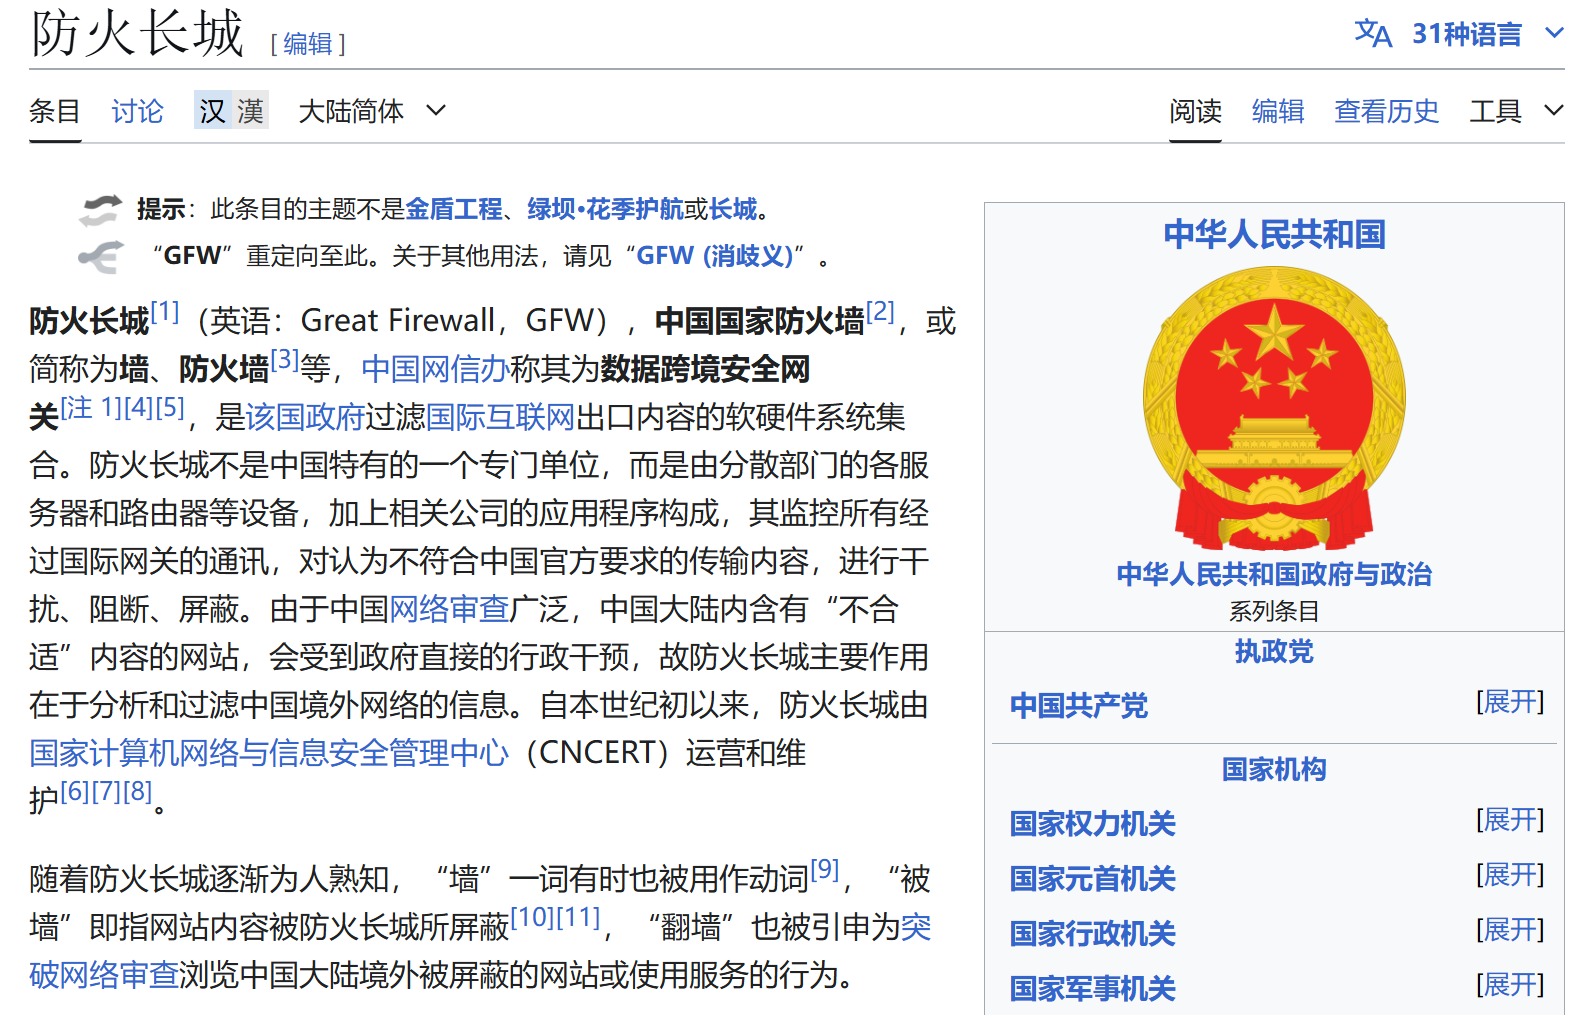 防火长城 [ 编辑 ]
31种语言
条目 讨论 汉 漢 大陆简体
阅读 编辑 查看历史 工具
提示：此条目的主题不是金盾工程、绿坝·花季护航或长城。
“GFW”重定向至此。关于其他用法，请见“GFW (消歧义)”。
防火长城[1]（英语：Great Firewall，GFW），中国国家防火墙[2]，或
简称为墙、防火墙[3]等，中国网信办称其为数据跨境安全网
关[注 1][4][5]，是该国政府过滤国际互联网出口内容的软硬件系统集
合。防火长城不是中国特有的一个专门单位，而是由分散部门的各服
务器和路由器等设备，加上相关公司的应用程序构成，其监控所有经
过国际网关的通讯，对认为不符合中国官方要求的传输内容，进行干
扰、阻断、屏蔽。由于中国网络审查广泛，中国大陆内含有“不合
适”内容的网站，会受到政府直接的行政干预，故防火长城主要作用
在于分析和过滤中国境外网络的信息。自本世纪初以来，防火长城由
国家计算机网络与信息安全管理中心（CNCERT）运营和维
护[6][7][8]。
随着防火长城逐渐为人熟知，“墙”一词有时也被用作动词[9]，“被
墙”即指网站内容被防火长城所屏蔽[10][11]，“翻墙”也被引申为突
破网络审查浏览中国大陆境外被屏蔽的网站或使用服务的行为。
中华人民共和国
中华人民共和国政府与政治
系列条目
执政党
中国共产党 [展开]
国家机构
国家权力机关 [展开]
国家元首机关 [展开]
国家行政机关 [展开]
国家军事机关 [展开]